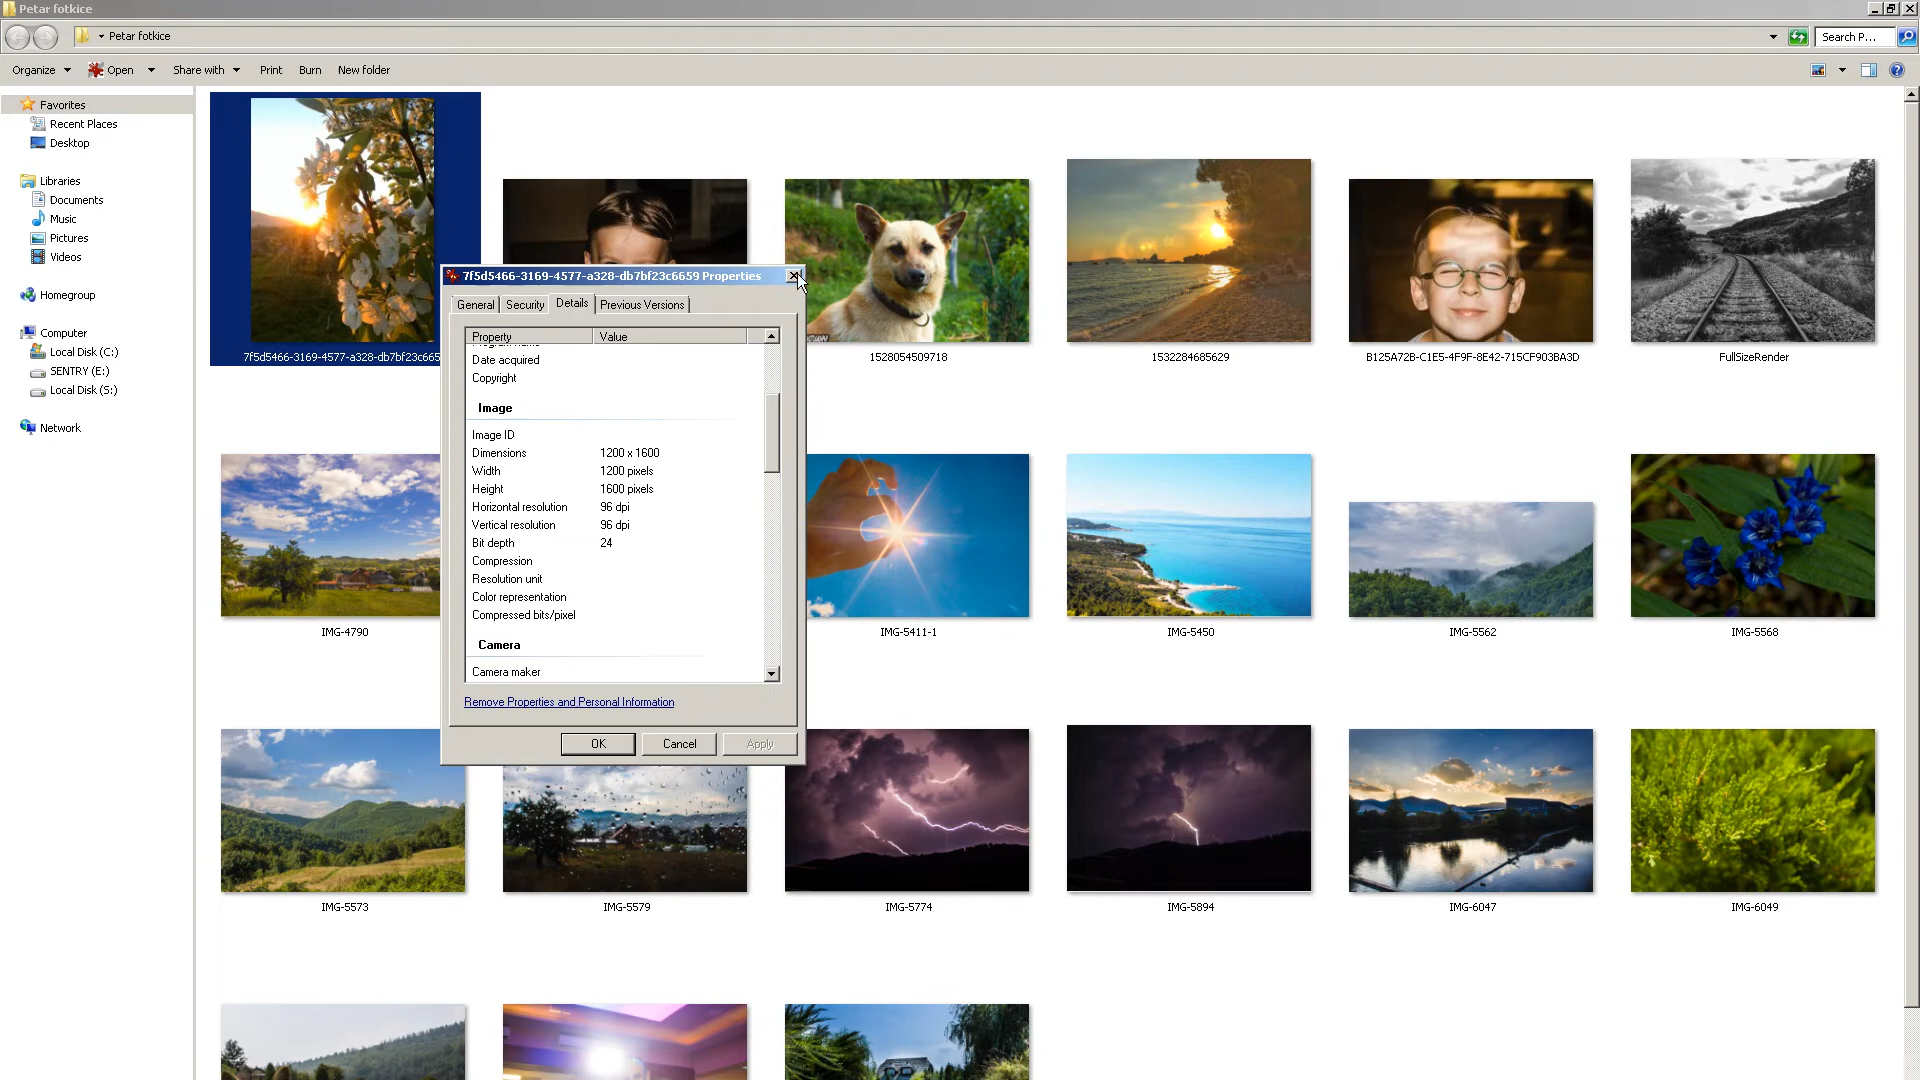 Petar fotkice
Petar fotkice
Search P...
Organize
Open
Share with
Print
Burn
New folder
Favorites
Recent Places
Desktop
Libraries
Documents
Music
Pictures
Videos
Homegroup
Computer
Local Disk (C:)
SENTRY (E:)
Local Disk (S:)
Network
7f5d5466-3169-4577-a328-db7bf23c665
1528054509718
1532284685629
B125A72B-C1E5-4F9F-8E42-715CF903BA3D
FullSizeRender
7f5d5466-3169-4577-a328-db7bf23c6659 Properties
General
Security
Details
Previous Versions
Property Value
Date acquired
Copyright
Image
Image ID
Dimensions 1200 x 1600
Width 1200 pixels
Height 1600 pixels
Horizontal resolution 96 dpi
Vertical resolution 96 dpi
Bit depth 24
Compression
Resolution unit
Color representation
Compressed bits/pixel
Camera
Camera maker
Remove Properties and Personal Information
OK
Cancel
Apply
IMG-4790
IMG-5411-1
IMG-5450
IMG-5562
IMG-5568
IMG-5573
IMG-5579
IMG-5774
IMG-5894
IMG-6047
IMG-6049